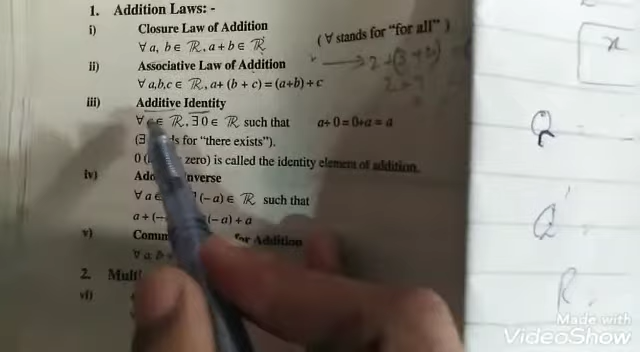 1. Addition Laws: -
i) Closure Law of Addition
∀ a, b ∈ R, a + b ∈ R (∀ stands for "for all")
ii) Associative Law of Addition
∀ a,b,c ∈ R, a+ (b + c) = (a+b) + c
iii) Additive Identity
∀ ∈ R, ∃ 0 ∈ R such that a+ 0 = 0+a = a
(∃ for "there exists").
0 zero) is called the identity element of addition.
iv)
∀ a (-a) ∈ R such that
a + (-a) + a
v) for Addition
∀ a
2.
vi)
x
Q
Q'
R
Made with
VideoShow